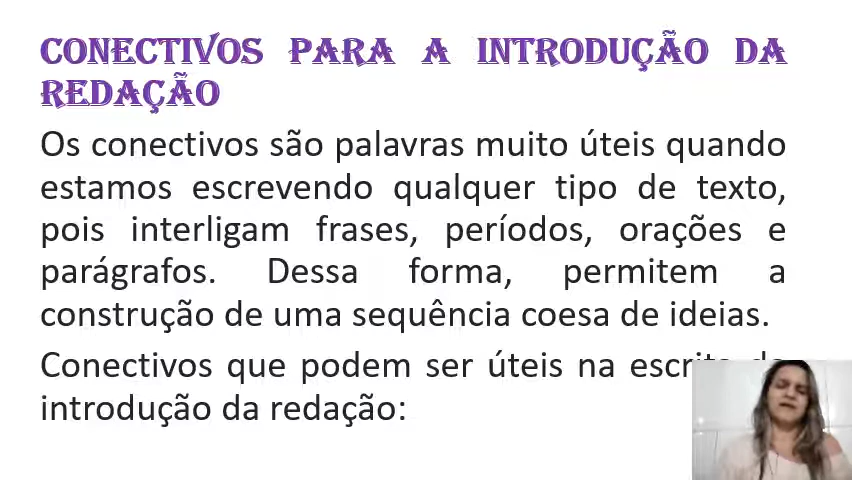 CONECTIVOS PARA A INTRODUÇÃO DA
REDAÇÃO
Os conectivos são palavras muito úteis quando
estamos escrevendo qualquer tipo de texto,
pois interligam frases, períodos, orações e
parágrafos. Dessa forma, permitem a
construção de uma sequência coesa de ideias.
Conectivos que podem ser úteis na escrita da
introdução da redação: